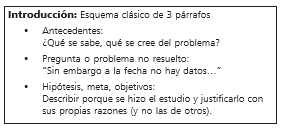 Introducción: Esquema clásico de 3 párrafos
• Antecedentes:
¿Qué se sabe, qué se cree del problema?
• Pregunta o problema no resuelto:
“Sin embargo a la fecha no hay datos...”
• Hipótesis, meta, objetivos:
Describir porque se hizo el estudio y justificarlo con
sus propias razones (y no las de otros).